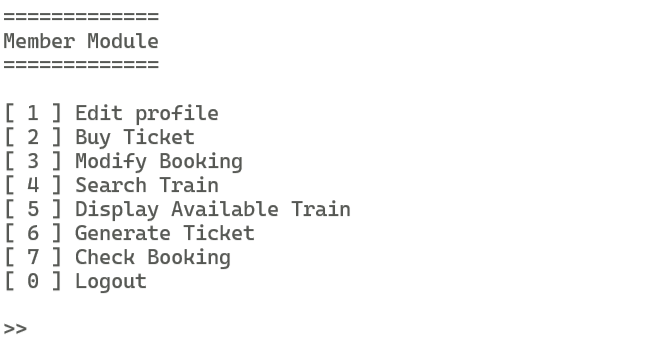 =============
Member Module
=============
[ 1 ] Edit profile
[ 2 ] Buy Ticket
[ 3 ] Modify Booking
[ 4 ] Search Train
[ 5 ] Display Available Train
[ 6 ] Generate Ticket
[ 7 ] Check Booking
[ 0 ] Logout
>>